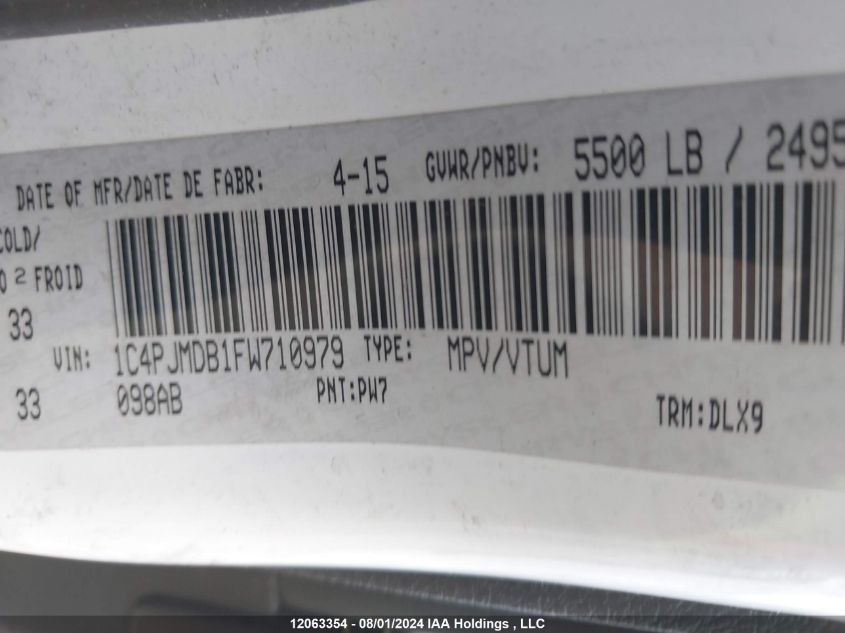 DATE OF MFR/DATE DE FABR: 4-15 GVWR/PNBV: 5500 LB / 2495
COLD/
2 FROID
33
VIN: 1C4PJMDB1FW710979 TYPE: MPV/VTUM
33 098AB PNT:PW7 TRM:DLX9
12063354 - 08/01/2024 IAA Holdings , LLC